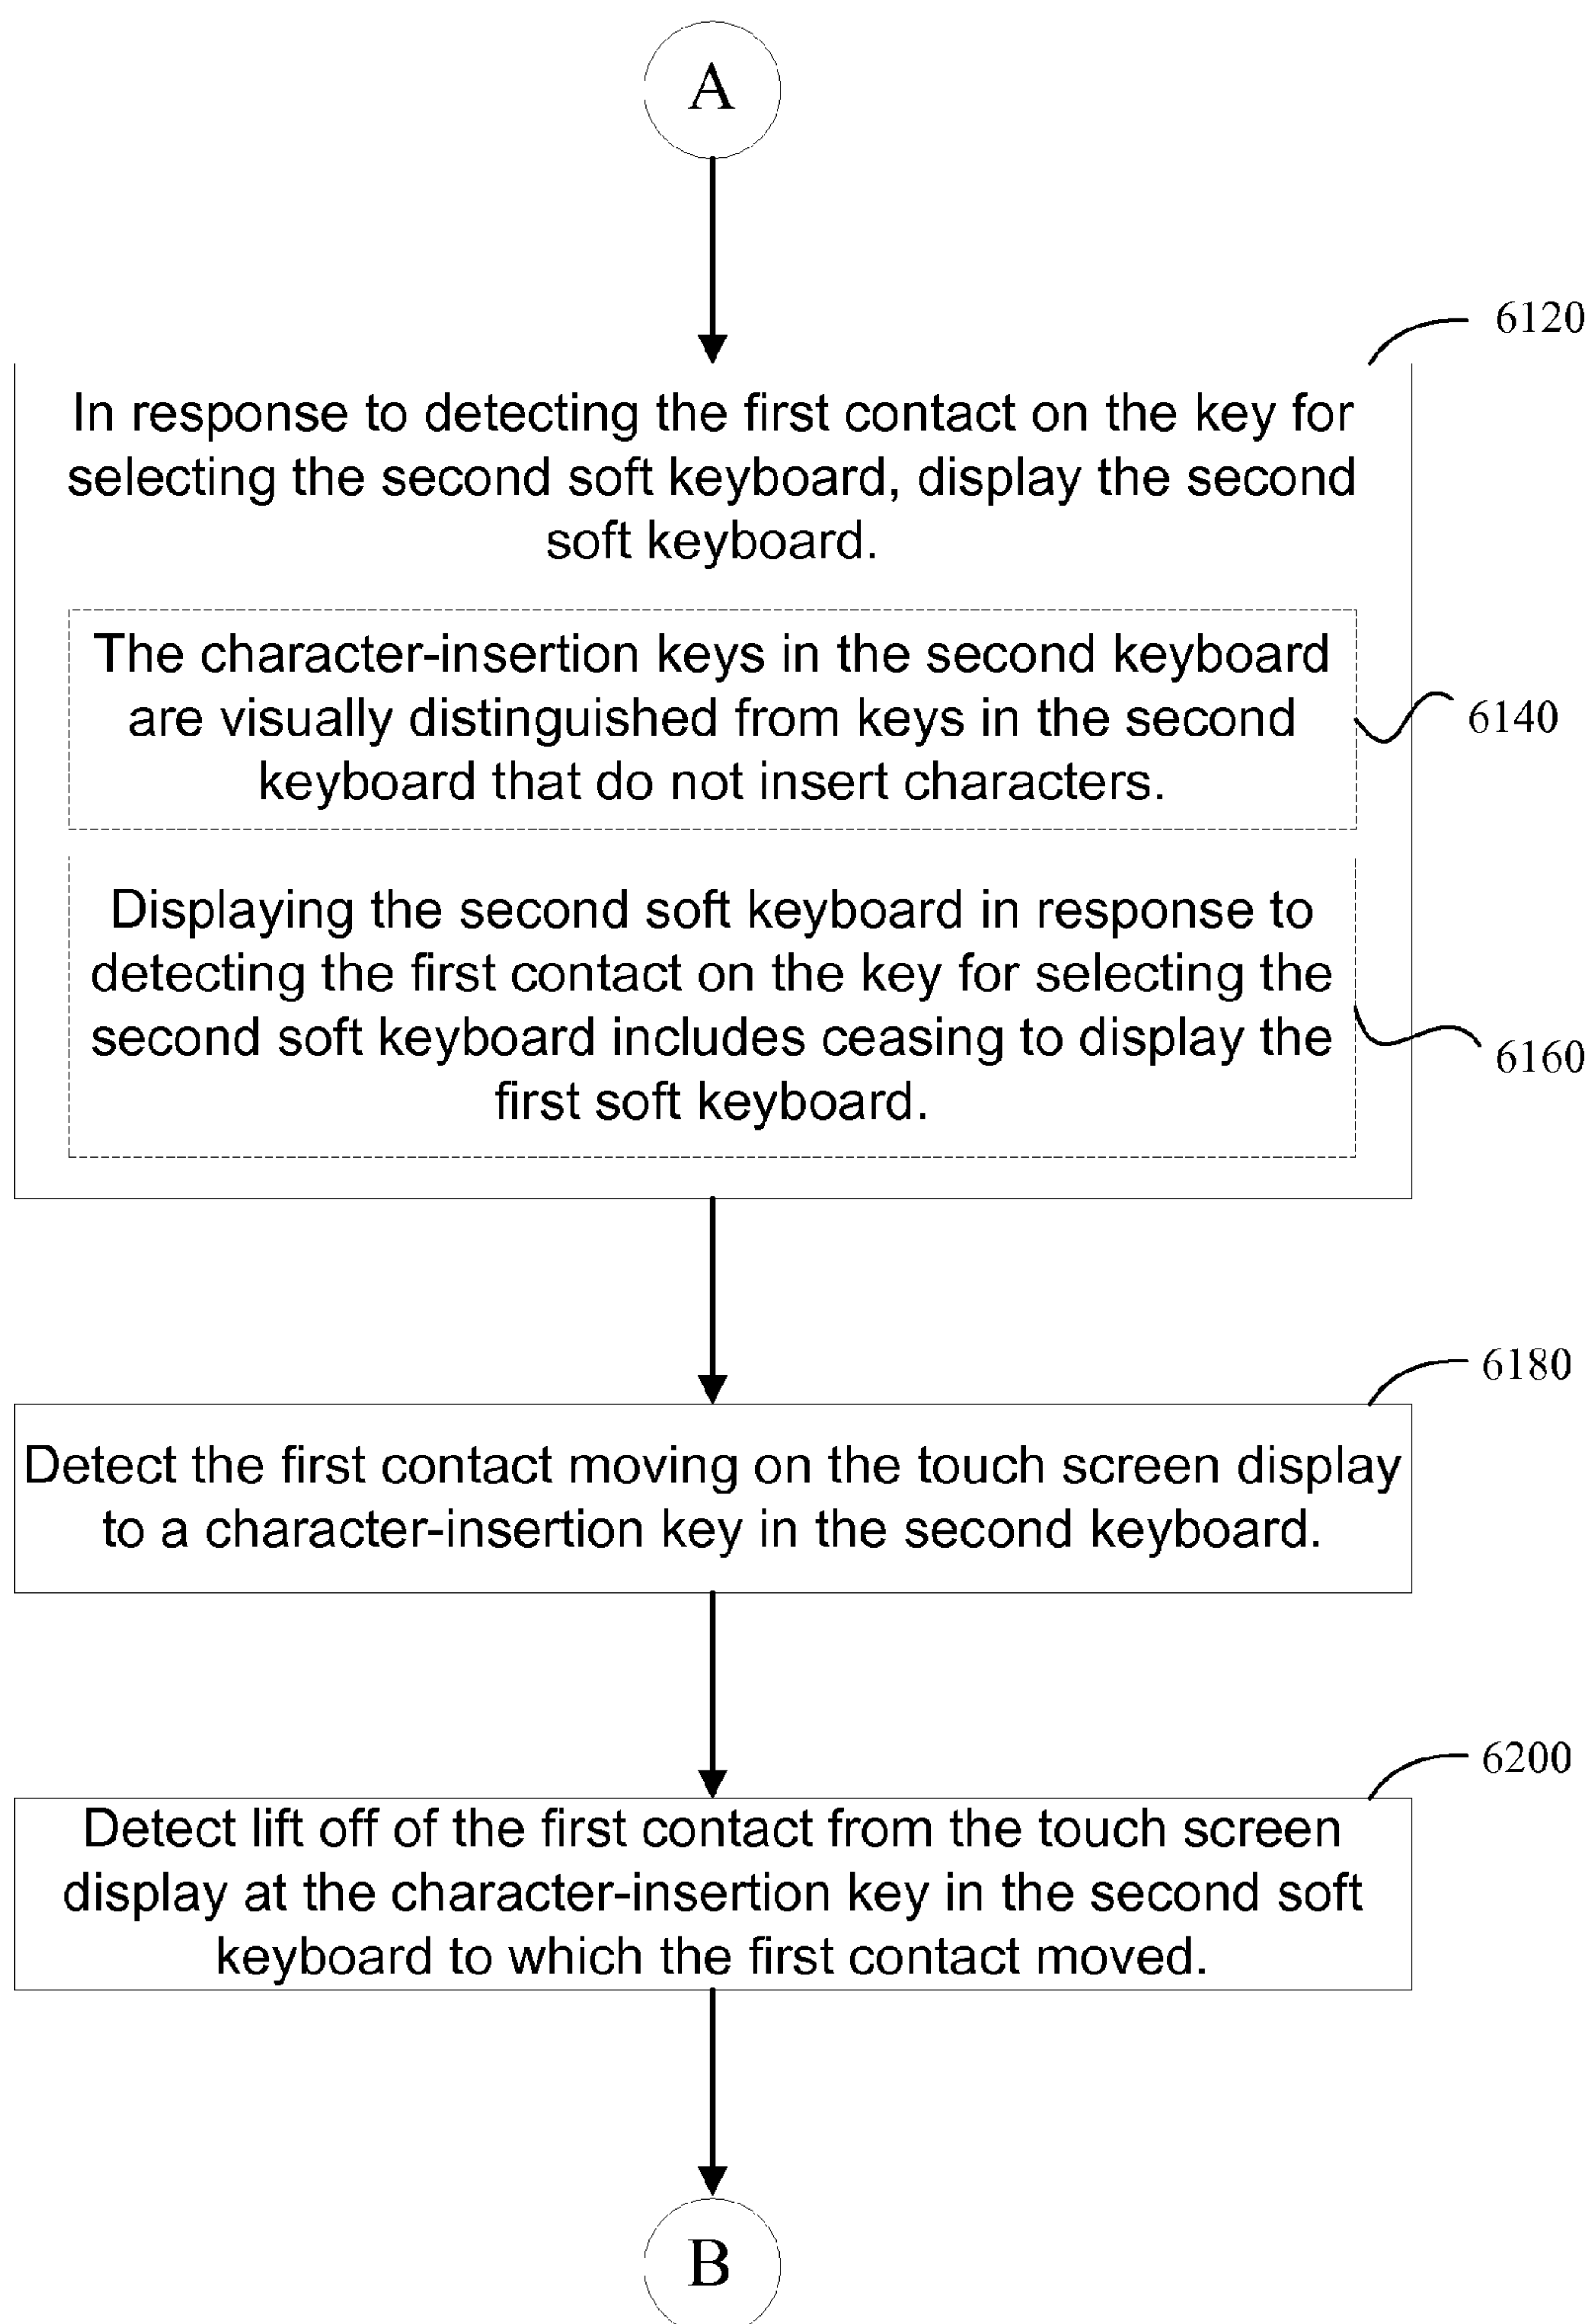 A
6120
In response to detecting the first contact on the key for
selecting the second soft keyboard, display the second
soft keyboard.
The character-insertion keys in the second keyboard
are visually distinguished from keys in the second
keyboard that do not insert characters.
6140
Displaying the second soft keyboard in response to
detecting the first contact on the key for selecting the
second soft keyboard includes ceasing to display the
first soft keyboard.
6160
6180
Detect the first contact moving on the touch screen display
to a character-insertion key in the second keyboard.
6200
Detect lift off of the first contact from the touch screen
display at the character-insertion key in the second soft
keyboard to which the first contact moved.
B